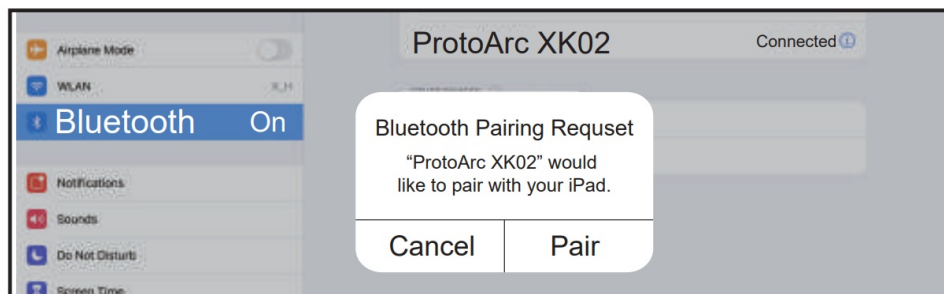 Airplane Mode
WLAN
Bluetooth On
Notifications
Sounds
Do Not Disturb
Screen Time
ProtoArc XK02 Connected
Bluetooth Pairing Requset
“ProtoArc XK02” would
like to pair with your iPad.
Cancel Pair